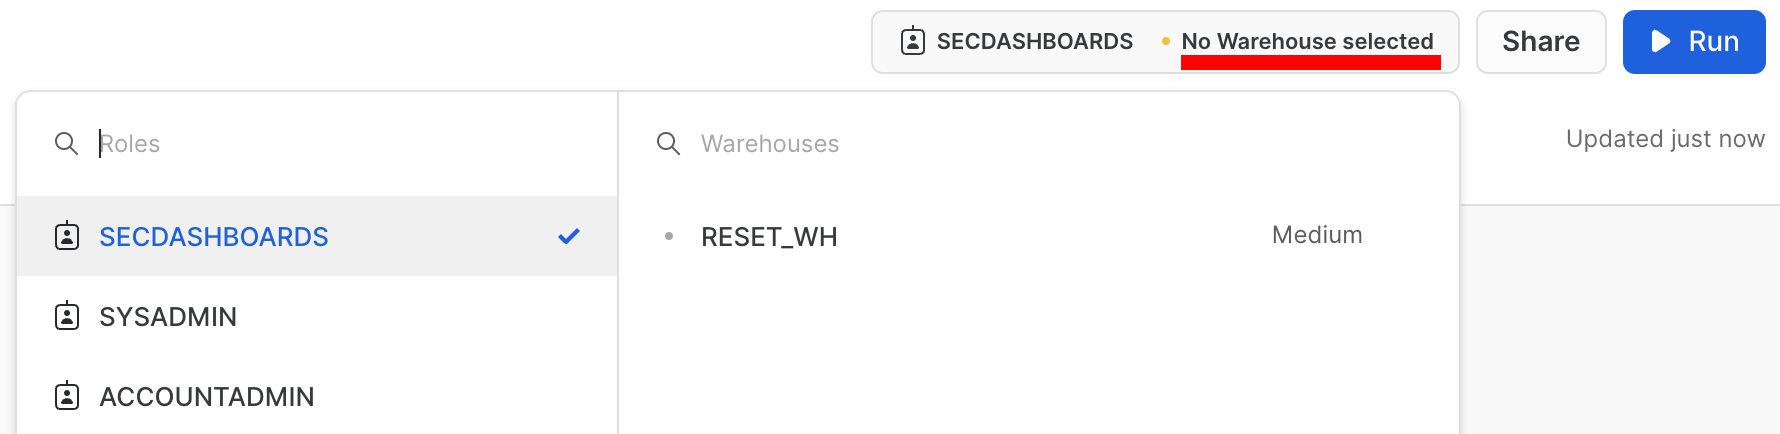 SECDASHBOARDS No Warehouse selected Share Run
Roles Warehouses Updated just now
SECDASHBOARDS RESET_WH Medium
SYSADMIN
ACCOUNTADMIN